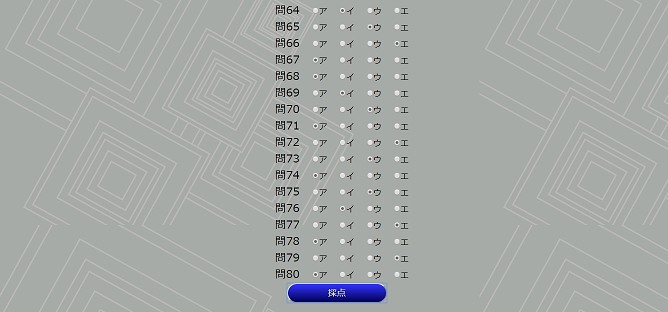 問64 ア イ ウ エ
問65 ア イ ウ エ
問66 ア イ ウ エ
問67 ア イ ウ エ
問68 ア イ ウ エ
問69 ア イ ウ エ
問70 ア イ ウ エ
問71 ア イ ウ エ
問72 ア イ ウ エ
問73 ア イ ウ エ
問74 ア イ ウ エ
問75 ア イ ウ エ
問76 ア イ ウ エ
問77 ア イ ウ エ
問78 ア イ ウ エ
問79 ア イ ウ エ
問80 ア イ ウ エ
採点